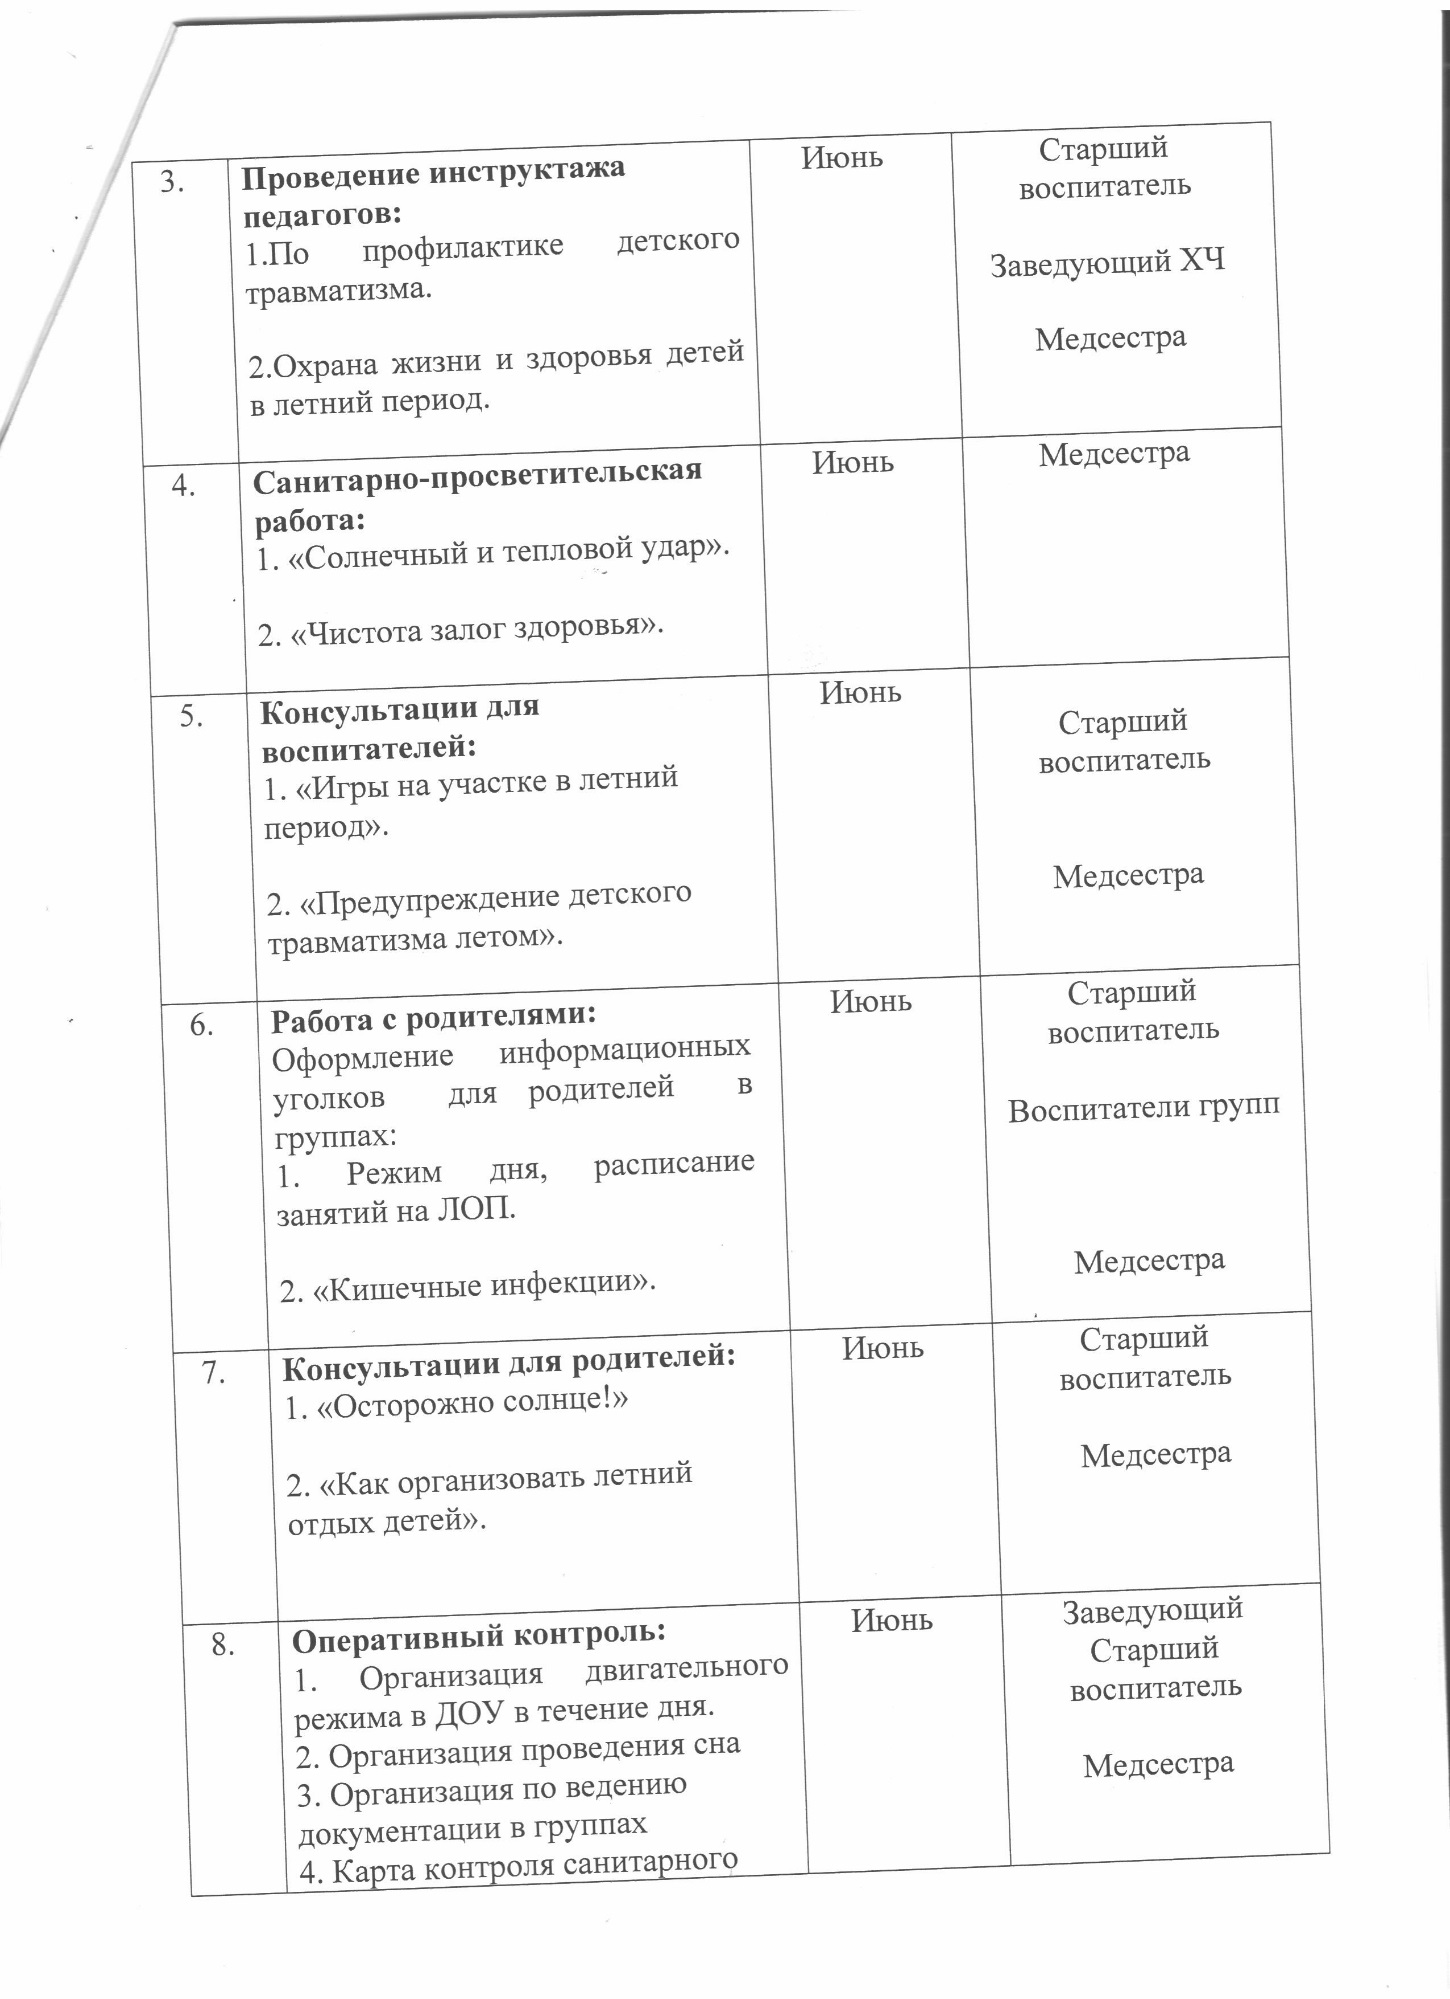 3.
Проведение инструктажа
педагогов:
1.По профилактике детского
травматизма.
2.Охрана жизни и здоровья детей
в летний период.
Июнь
Старший
воспитатель
Заведующий ХЧ
Медсестра
4.
Санитарно-просветительская
работа:
1. «Солнечный и тепловой удар».
2. «Чистота залог здоровья».
Июнь
Медсестра
5.
Консультации для
воспитателей:
1. «Игры на участке в летний
период».
2. «Предупреждение детского
травматизма летом».
Июнь
Старший
воспитатель
Медсестра
6.
Работа с родителями:
Оформление информационных
уголков для родителей в
группах:
1. Режим дня, расписание
занятий на ЛОП.
2. «Кишечные инфекции».
Июнь
Старший
воспитатель
Воспитатели групп
Медсестра
7.
Консультации для родителей:
1. «Осторожно солнце!»
2. «Как организовать летний
отдых детей».
Июнь
Старший
воспитатель
Медсестра
8.
Оперативный контроль:
1. Организация двигательного
режима в ДОУ в течение дня.
2. Организация проведения сна
3. Организация по ведению
документации в группах
4. Карта контроля санитарного
Июнь
Заведующий
Старший
воспитатель
Медсестра